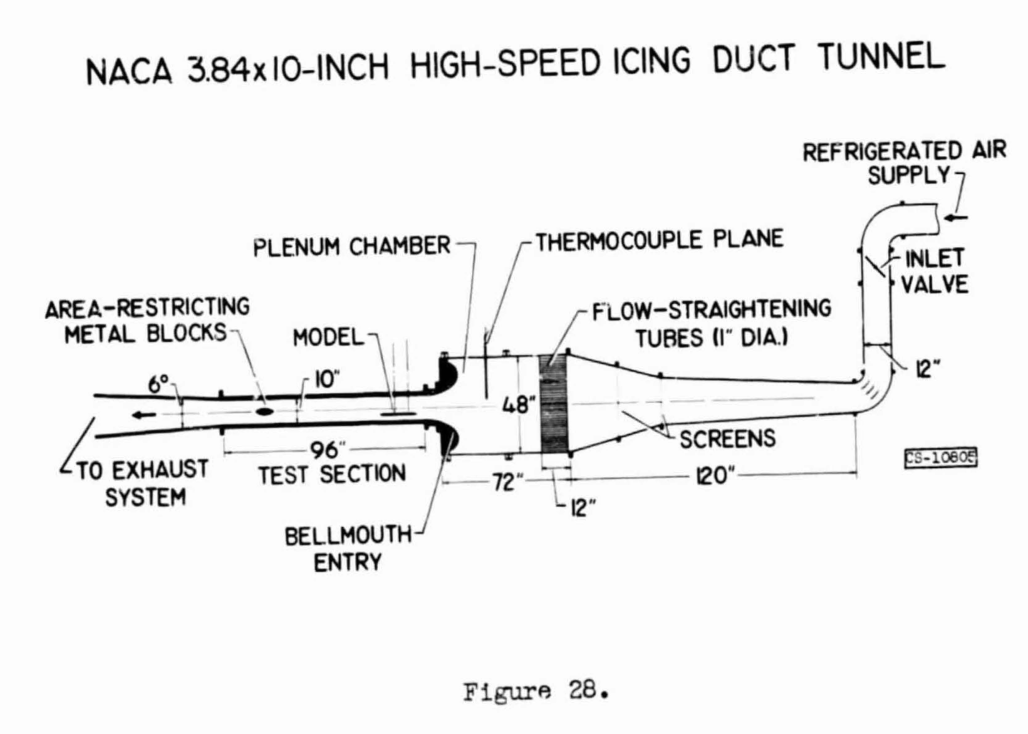 NACA 3.84x10-INCH HIGH-SPEED ICING DUCT TUNNEL
REFRIGERATED AIR
SUPPLY
PLENUM CHAMBER
THERMOCOUPLE PLANE
INLET
VALVE
AREA-RESTRICTING
METAL BLOCKS
MODEL
FLOW-STRAIGHTENING
TUBES (1" DIA.)
6°
10"
12"
48"
SCREENS
96"
TEST SECTION
TO EXHAUST
SYSTEM
72"
120"
12"
CS-10805
BELLMOUTH
ENTRY
Figure 28.